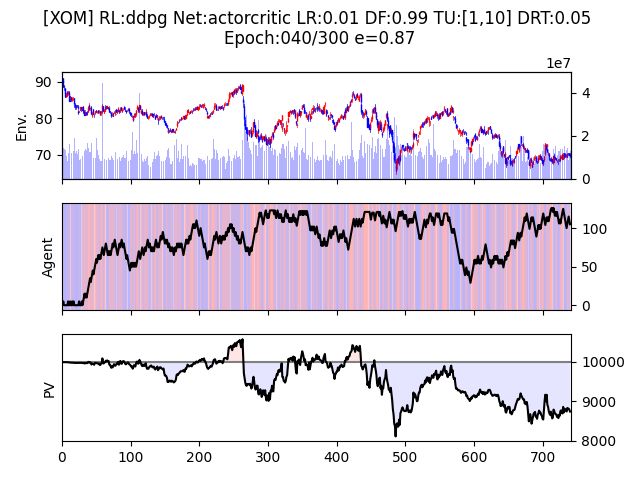 [XOM] RL:ddpg Net:actorcritic LR:0.01 DF:0.99 TU:[1,10] DRT:0.05
Epoch:040/300 e=0.87
1e7
90
80
70
Env.
4
2
0
Agent
100
50
0
PV
10000
9000
8000
0 100 200 300 400 500 600 700